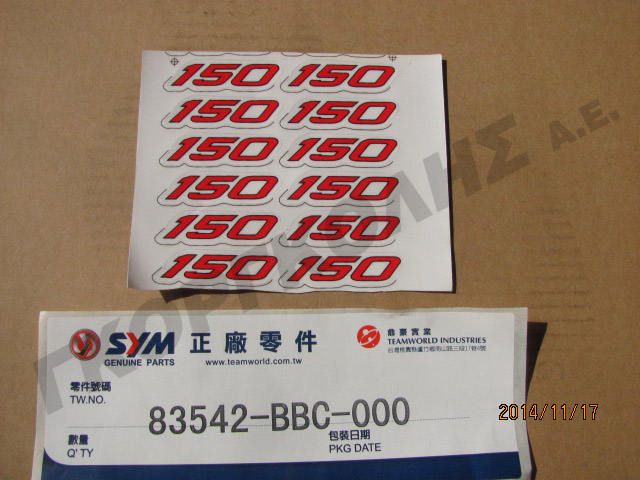 150 150
150 150
150 150
150 150
150 150
150 150
ΓΚΟΡΓΚΟΛΗΣ Α.Ε.
SYM 正廠零件
GENUINE PARTS www.teamworld.com.tw
鼎豪實業
TEAMWORLD INDUSTRIES
零件號碼
TW.NO.
83542-BBC-000
數量
Q'TY
包裝日期
PKG DATE
2014/11/17